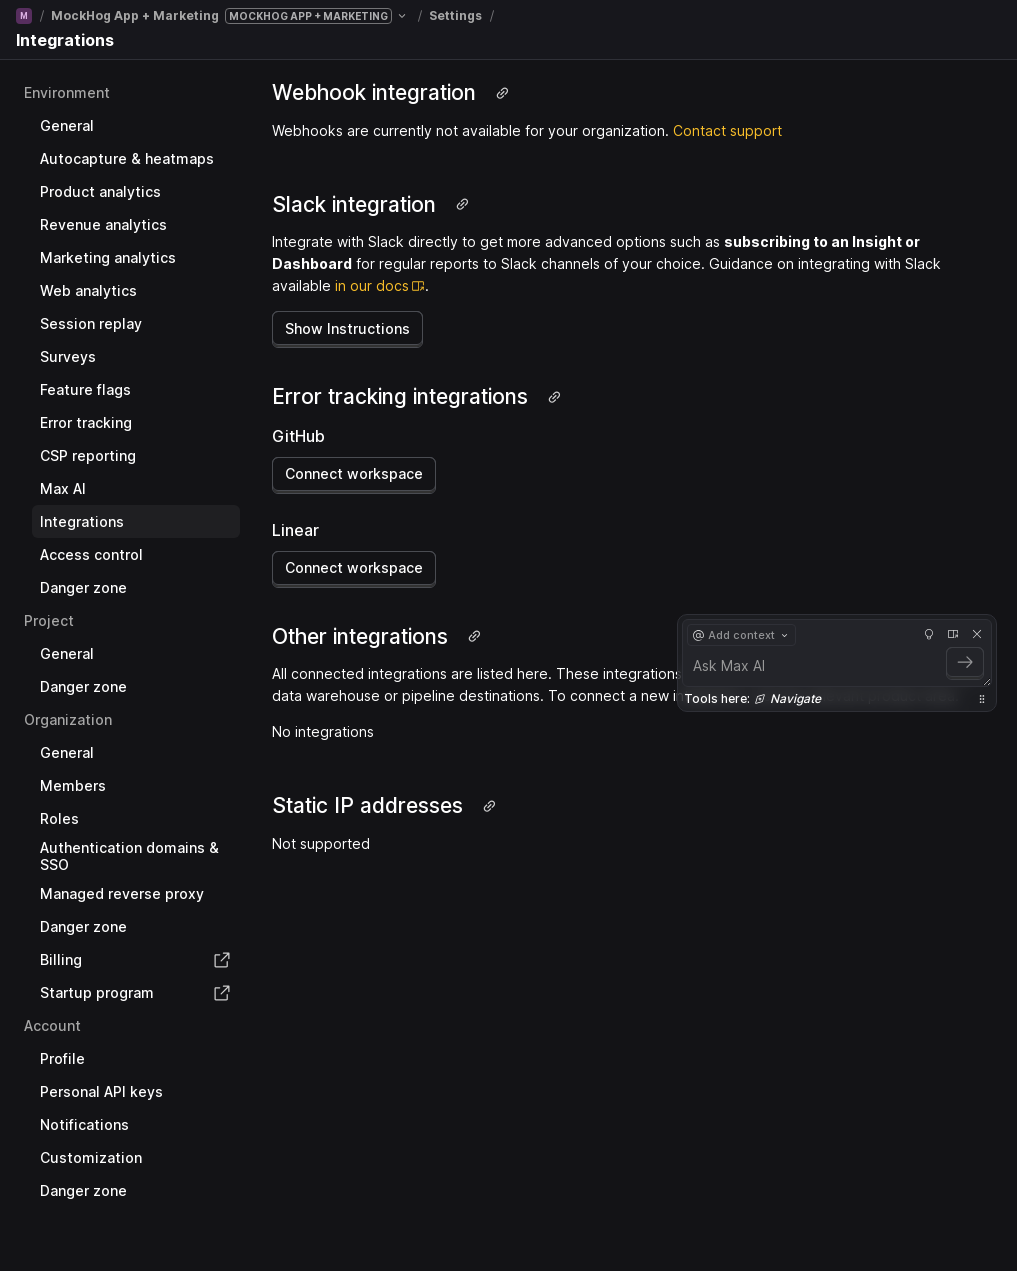 M / MockHog App + Marketing MOCKHOG APP + MARKETING / Settings /
Integrations
Environment
General
Autocapture & heatmaps
Product analytics
Revenue analytics
Marketing analytics
Web analytics
Session replay
Surveys
Feature flags
Error tracking
CSP reporting
Max AI
Integrations
Access control
Danger zone
Project
General
Danger zone
Organization
General
Members
Roles
Authentication domains &
SSO
Managed reverse proxy
Danger zone
Billing
Startup program
Account
Profile
Personal API keys
Notifications
Customization
Danger zone
Webhook integration
Webhooks are currently not available for your organization. Contact support
Slack integration
Integrate with Slack directly to get more advanced options such as subscribing to an Insight or
Dashboard for regular reports to Slack channels of your choice. Guidance on integrating with Slack
available in our docs.
Show Instructions
Error tracking integrations
GitHub
Connect workspace
Linear
Connect workspace
Other integrations
All connected integrations are listed here. These integrations
data warehouse or pipeline destinations. To connect a new
No integrations
Static IP addresses
Not supported
@ Add context
Ask Max AI
Tools here: Navigate